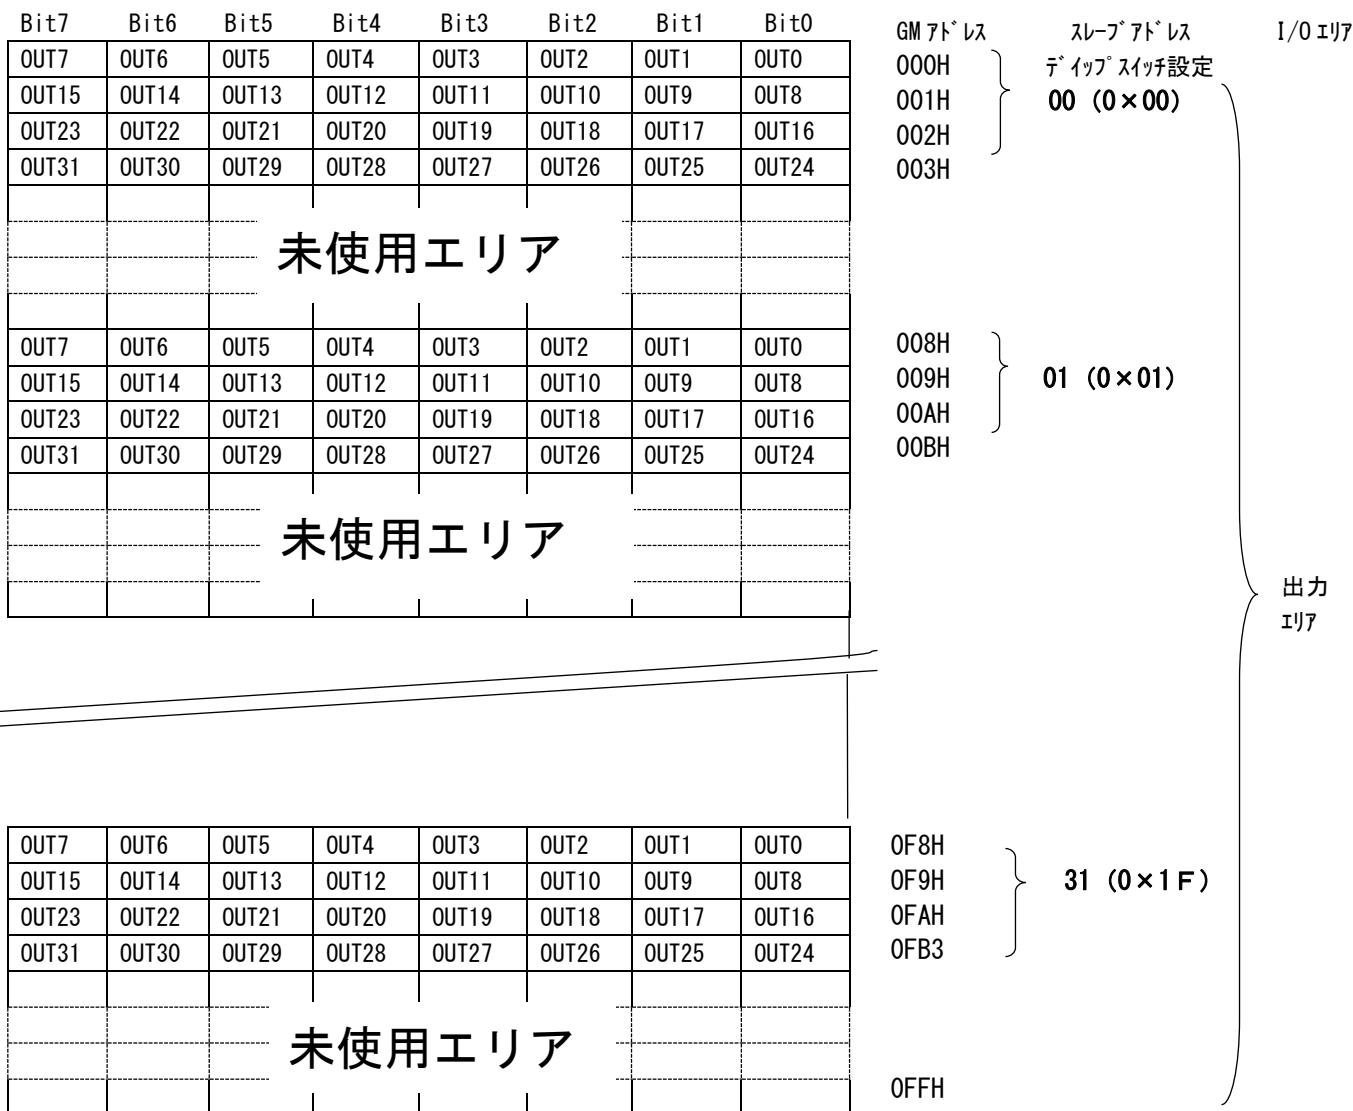 Bit7 Bit6 Bit5 Bit4 Bit3 Bit2 Bit1 Bit0 GMｱﾄﾞﾚｽ ｽﾚｰﾌﾞｱﾄﾞﾚｽ I/Oｴﾘｱ
OUT7 OUT6 OUT5 OUT4 OUT3 OUT2 OUT1 OUT0 000H ﾃﾞｨｯﾌﾟｽｲｯﾁ設定
OUT15 OUT14 OUT13 OUT12 OUT11 OUT10 OUT9 OUT8 001H 00 (0×00)
OUT23 OUT22 OUT21 OUT20 OUT19 OUT18 OUT17 OUT16 002H
OUT31 OUT30 OUT29 OUT28 OUT27 OUT26 OUT25 OUT24 003H
未使用エリア
OUT7 OUT6 OUT5 OUT4 OUT3 OUT2 OUT1 OUT0 008H
OUT15 OUT14 OUT13 OUT12 OUT11 OUT10 OUT9 OUT8 009H 01 (0×01)
OUT23 OUT22 OUT21 OUT20 OUT19 OUT18 OUT17 OUT16 00AH
OUT31 OUT30 OUT29 OUT28 OUT27 OUT26 OUT25 OUT24 00BH
未使用エリア
出力
ｴﾘｱ
OUT7 OUT6 OUT5 OUT4 OUT3 OUT2 OUT1 OUT0 0F8H
OUT15 OUT14 OUT13 OUT12 OUT11 OUT10 OUT9 OUT8 0F9H 31 (0×1F)
OUT23 OUT22 OUT21 OUT20 OUT19 OUT18 OUT17 OUT16 0FAH
OUT31 OUT30 OUT29 OUT28 OUT27 OUT26 OUT25 OUT24 0FB3
未使用エリア
0FFH